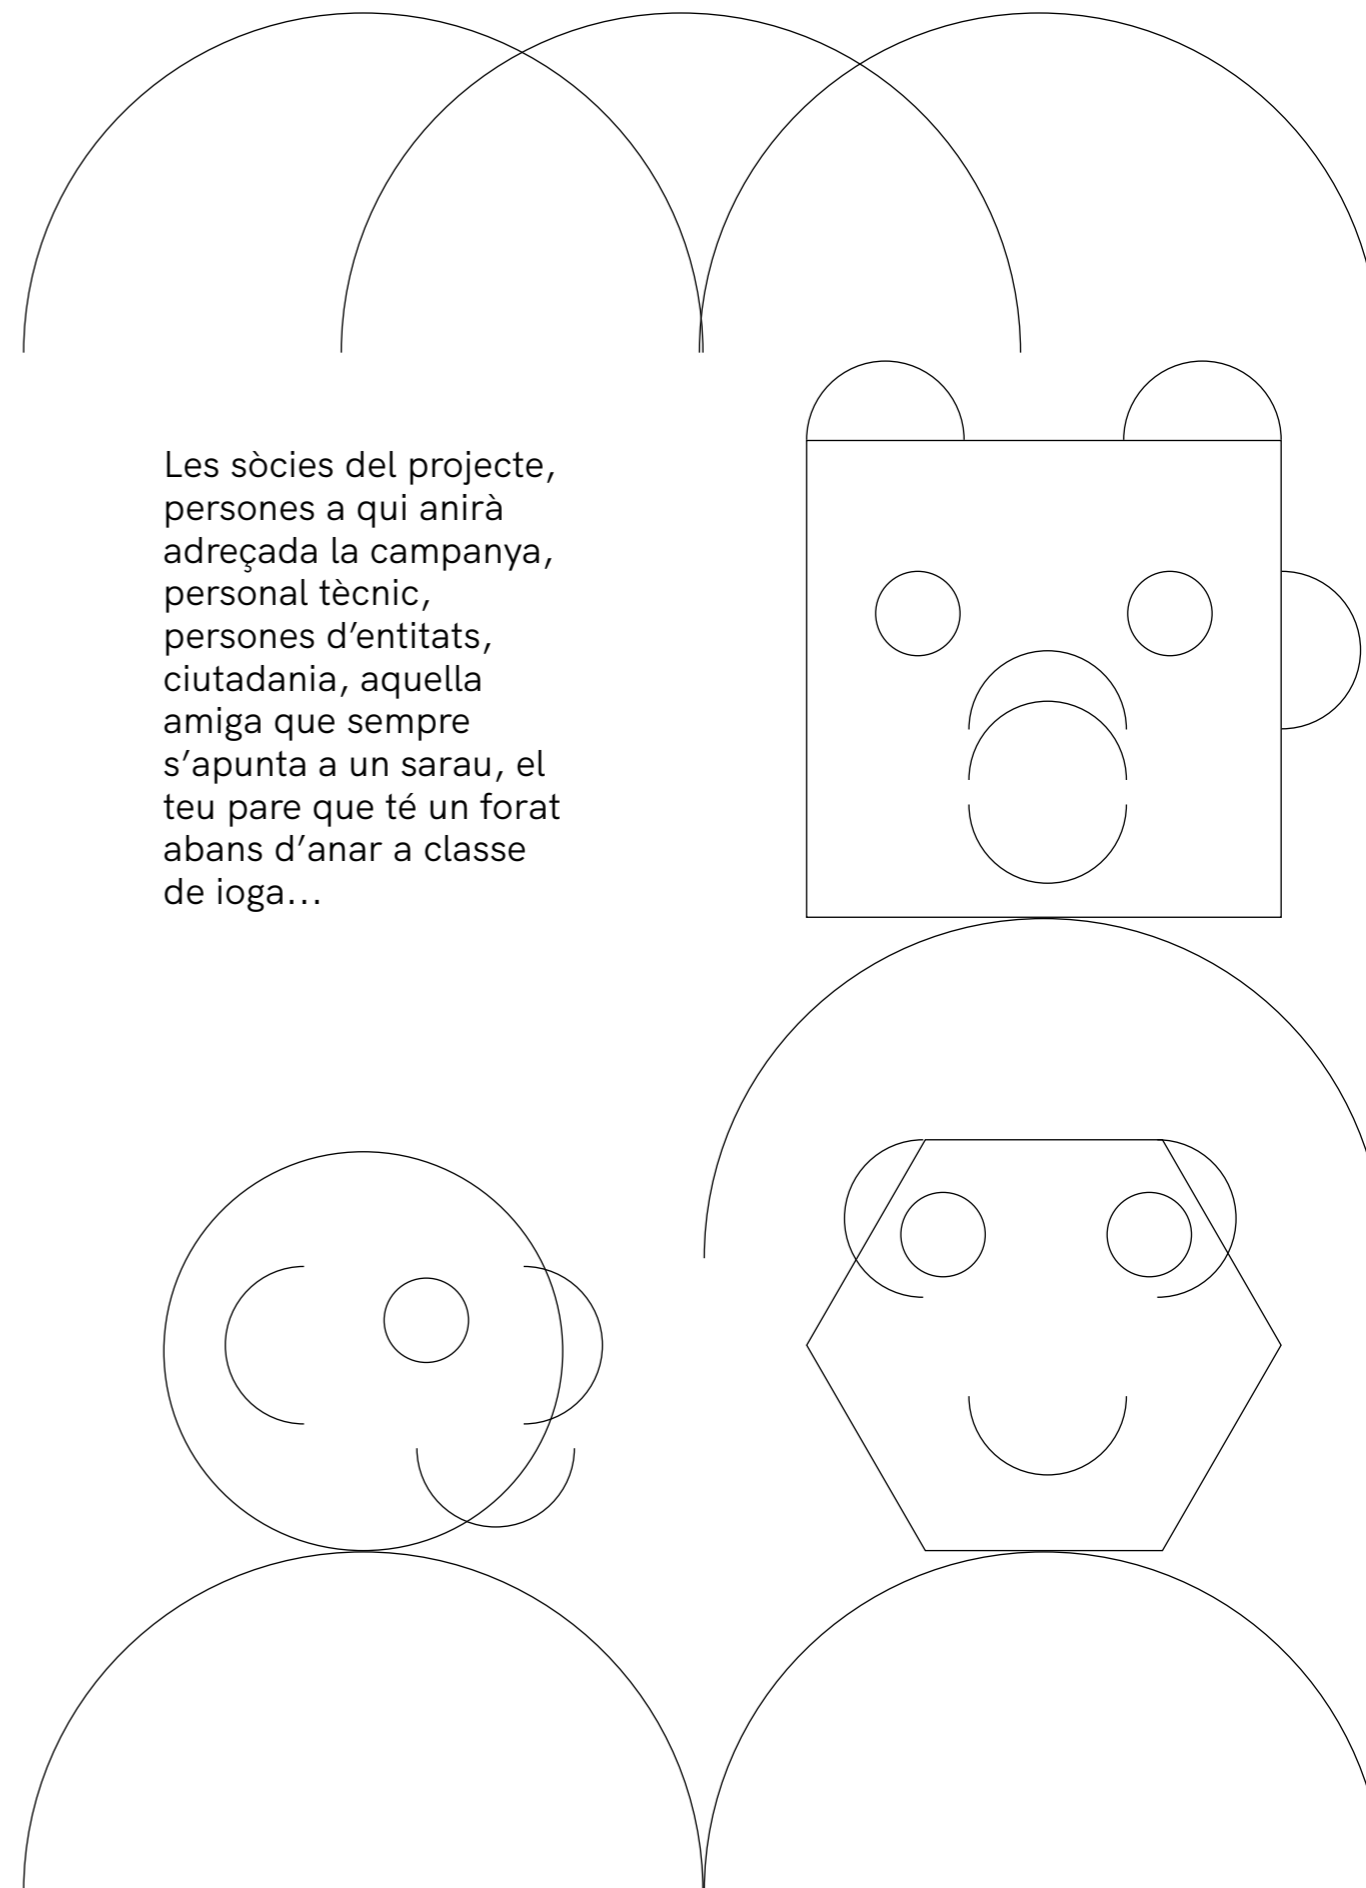 Les sòcies del projecte,
persones a qui anirà
adreçada la campanya,
personal tècnic,
persones d’entitats,
ciutadania, aquella
amiga que sempre
s’apunta a un sarau, el
teu pare que té un forat
abans d’anar a classe
de ioga...